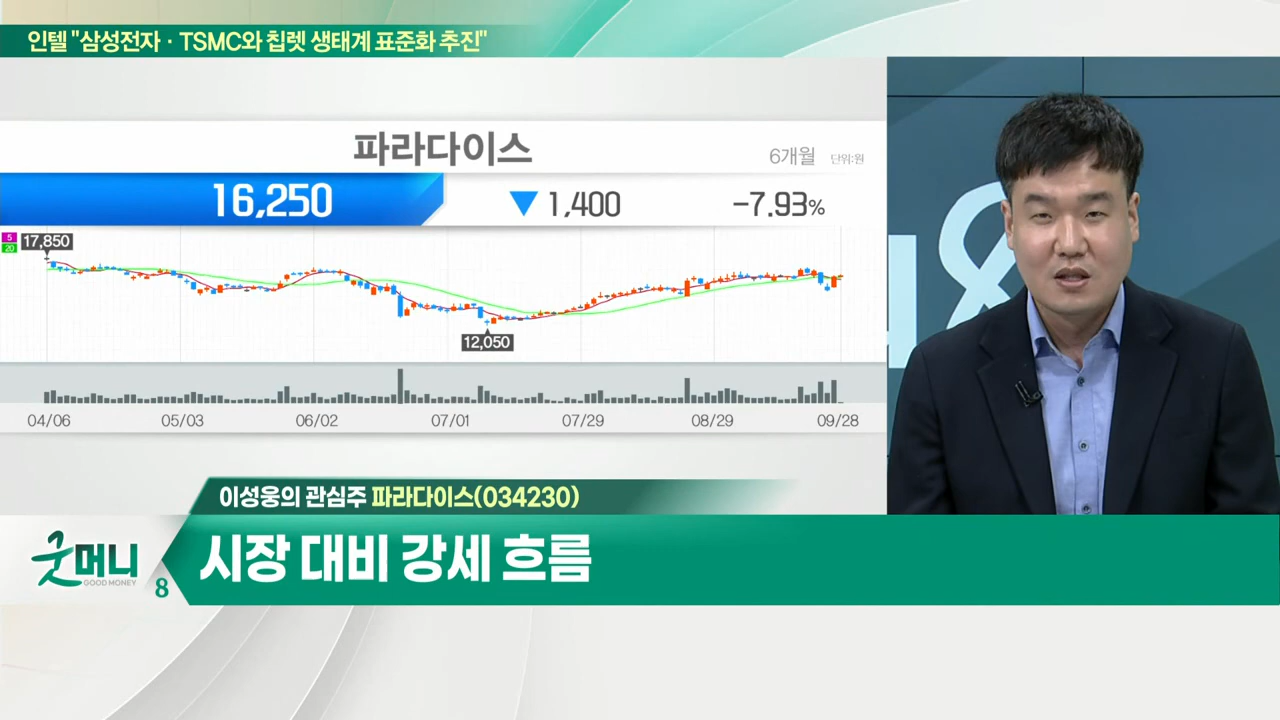 인텔 "삼성전자 · TSMC와 칩렛 생태계 표준화 추진"
파라다이스
6개월 단위:원
16,250 ▼ 1,400 -7.93%
5
20
17,850
12,050
04/06 05/03 06/02 07/01 07/29 08/29 09/28
이성웅의 관심주 파라다이스(034230)
시장 대비 강세 흐름
굿머니
GOOD MONEY
8